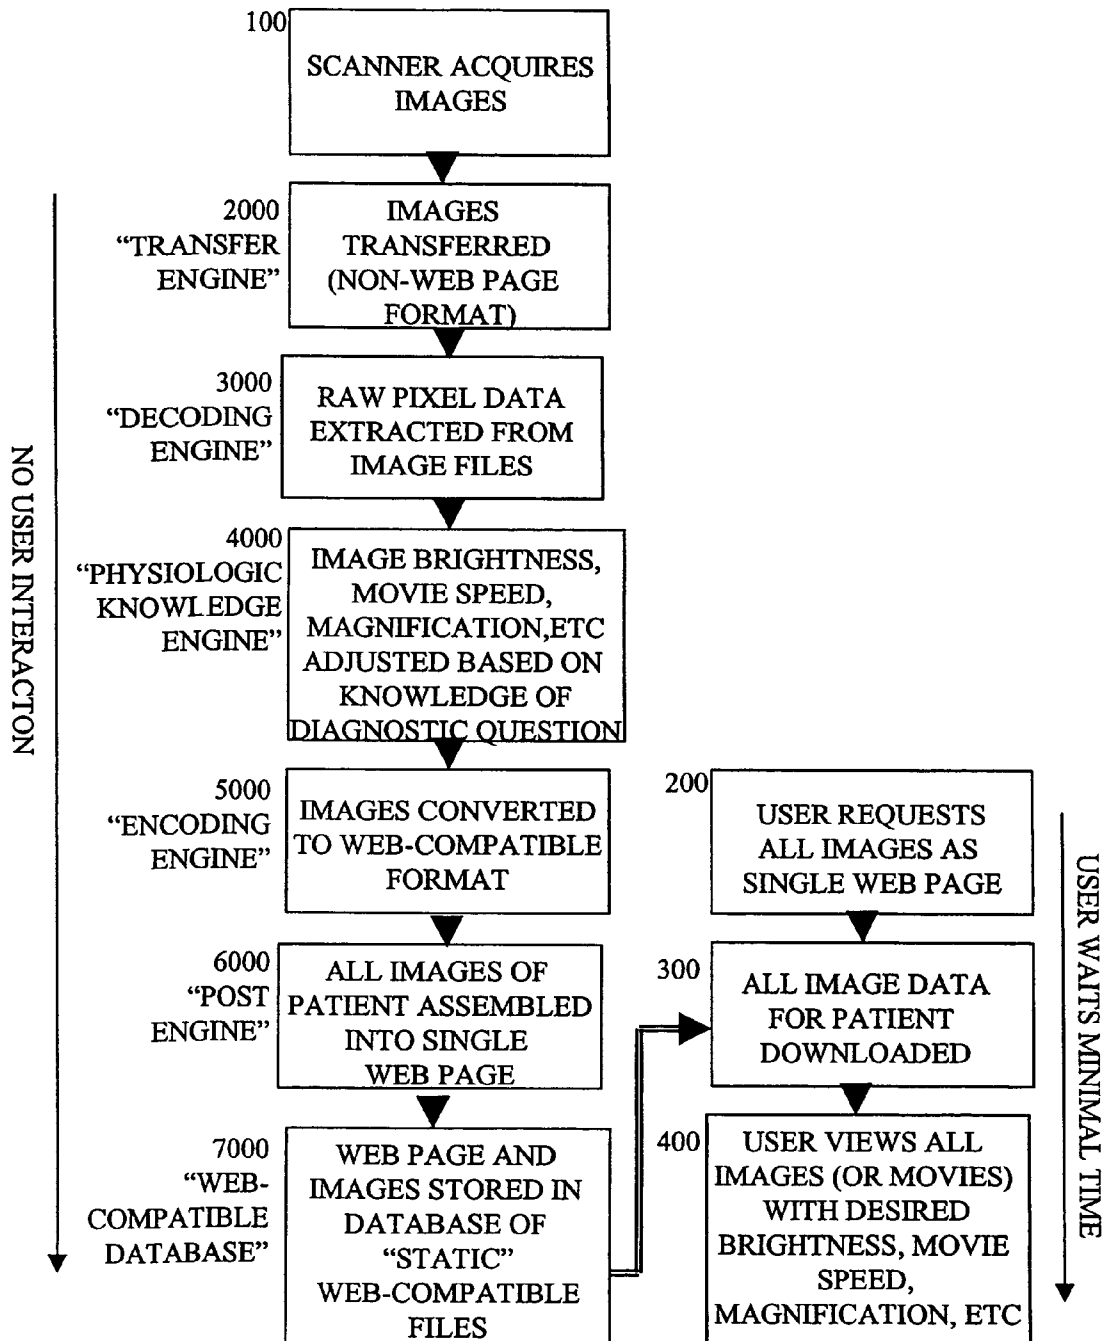 100
SCANNER ACQUIRES
IMAGES
2000
“TRANSFER
ENGINE”
IMAGES
TRANSFERRED
(NON-WEB PAGE
FORMAT)
3000
“DECODING
ENGINE”
RAW PIXEL DATA
EXTRACTED FROM
IMAGE FILES
NO USER INTERACTON
4000
“PHYSIOLOGIC
KNOWLEDGE
ENGINE”
IMAGE BRIGHTNESS,
MOVIE SPEED,
MAGNIFICATION,ETC
ADJUSTED BASED ON
KNOWLEDGE OF
DIAGNOSTIC QUESTION
5000
“ENCODING
ENGINE”
IMAGES CONVERTED
TO WEB-COMPATIBLE
FORMAT
6000
“POST
ENGINE”
ALL IMAGES OF
PATIENT ASSEMBLED
INTO SINGLE
WEB PAGE
7000
“WEB-
COMPATIBLE
DATABASE”
WEB PAGE AND
IMAGES STORED IN
DATABASE OF
“STATIC”
WEB-COMPATIBLE
FILES
200
USER REQUESTS
ALL IMAGES AS
SINGLE WEB PAGE
300
ALL IMAGE DATA
FOR PATIENT
DOWNLOADED
400
USER VIEWS ALL
IMAGES (OR MOVIES)
WITH DESIRED
BRIGHTNESS, MOVIE
SPEED,
MAGNIFICATION, ETC
USER WAITS MINIMAL TIME